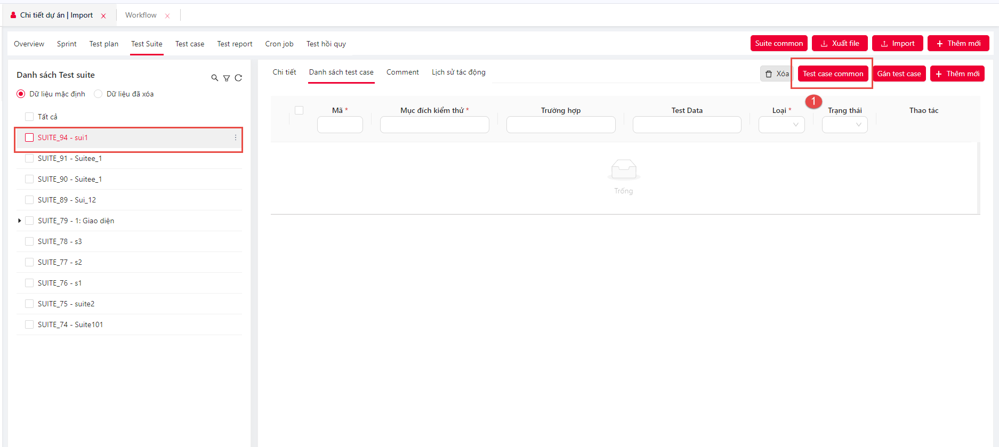 Chi tiết dự án | Import
Workflow
Overview Sprint Test plan Test Suite Test case Test report Cron job Test hồi quy
Suite common Xuất file Import Thêm mới
Danh sách Test suite
Dữ liệu mặc định Dữ liệu đã xóa
Tất cả
SUITE_94 - sui1
SUITE_91 - Suitee_1
SUITE_90 - Suitee_1
SUITE_89 - Sui_12
SUITE_79 - 1: Giao diện
SUITE_78 - s3
SUITE_77 - s2
SUITE_76 - s1
SUITE_75 - suite2
SUITE_74 - Suite101
Chi tiết Danh sách test case Comment Lịch sử tác động
Xóa Test case common Gán test case Thêm mới
1
Mã * Mục đích kiểm thử * Trường hợp Test Data Loại * Trạng thái Thao tác
Trống